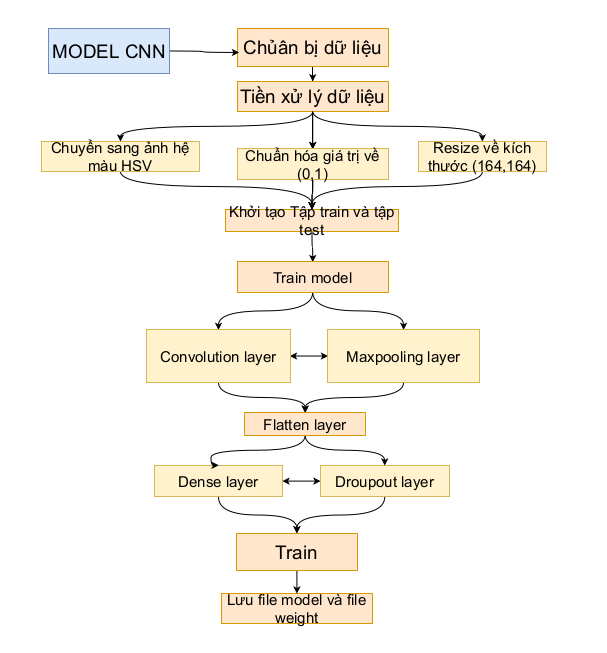 MODEL CNN
Chủân bị dữ liệu
Tiền xử lý dữ liệu
Chuyển sang ảnh hệ
màu HSV
Chuẩn hóa giá trị về
(0,1)
Resize về kích
thước (164,164)
Khởi tạo Tập train và tập
test
Train model
Convolution layer
Maxpooling layer
Flatten layer
Dense layer
Droupout layer
Train
Lưu file model và file
weight